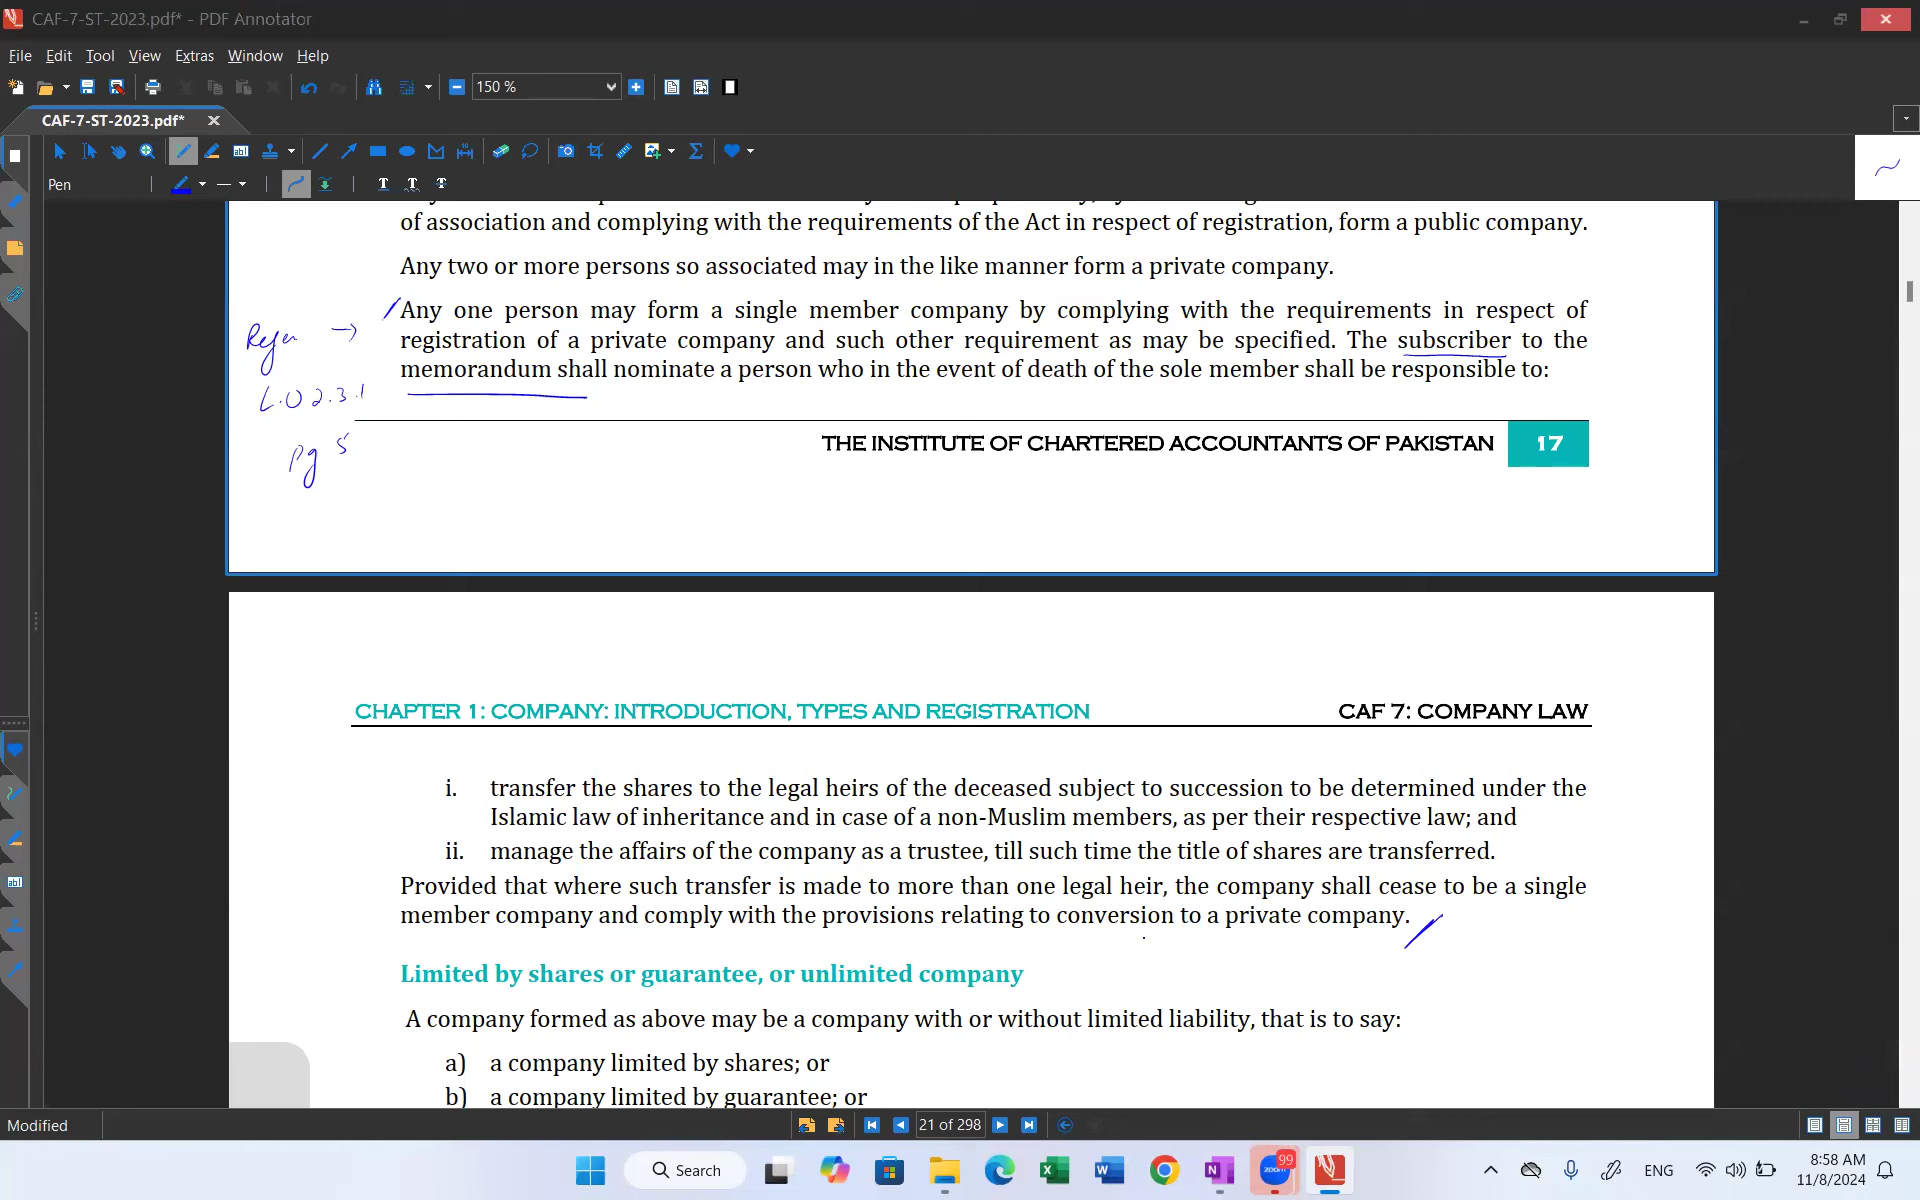 CAF-7-ST-2023.pdf* - PDF Annotator
File Edit Tool View Extras Window Help
150 %
CAF-7-ST-2023.pdf*
Pen
of association and complying with the requirements of the Act in respect of registration, form a public company.
Any two or more persons so associated may in the like manner form a private company.
Any one person may form a single member company by complying with the requirements in respect of
registration of a private company and such other requirement as may be specified. The subscriber to the
memorandum shall nominate a person who in the event of death of the sole member shall be responsible to:
L.O 2.3.1
Pg 5
THE INSTITUTE OF CHARTERED ACCOUNTANTS OF PAKISTAN 17
CHAPTER 1: COMPANY: INTRODUCTION, TYPES AND REGISTRATION CAF 7: COMPANY LAW
i. transfer the shares to the legal heirs of the deceased subject to succession to be determined under the
Islamic law of inheritance and in case of a non-Muslim members, as per their respective law; and
ii. manage the affairs of the company as a trustee, till such time the title of shares are transferred.
Provided that where such transfer is made to more than one legal heir, the company shall cease to be a single
member company and comply with the provisions relating to conversion to a private company.
Limited by shares or guarantee, or unlimited company
A company formed as above may be a company with or without limited liability, that is to say:
a) a company limited by shares; or
b) a company limited by guarantee; or
Modified
21 of 298
Search
99
zoom
ENG
8:58 AM
11/8/2024